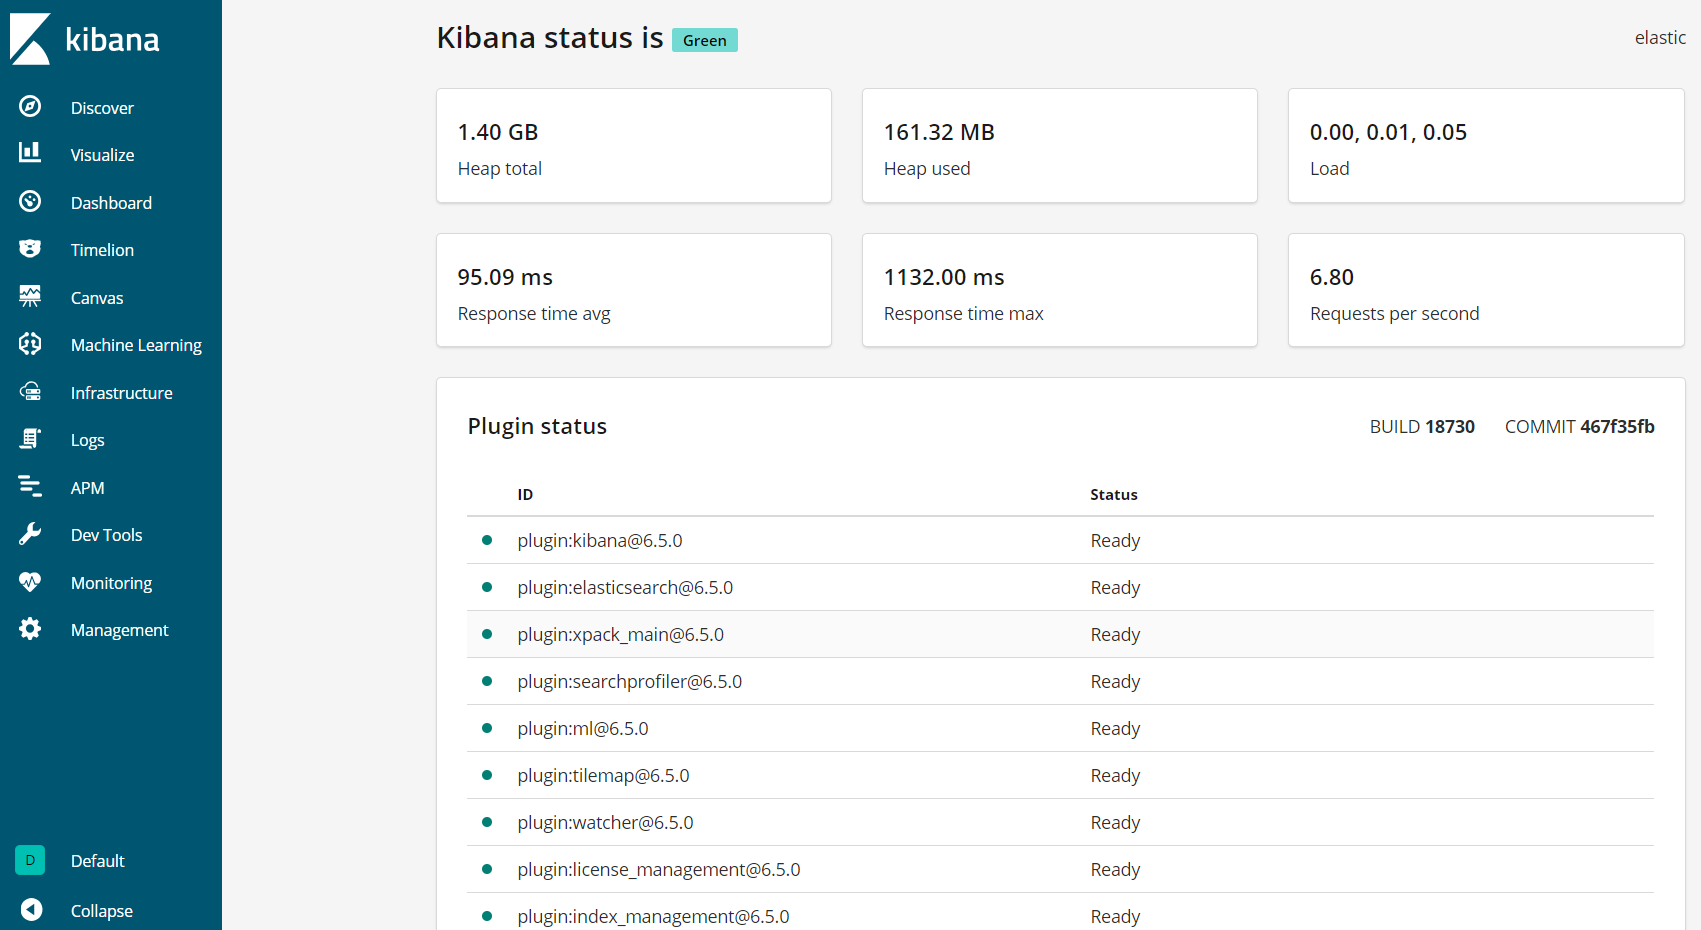 kibana
Discover
Visualize
Dashboard
Timelion
Canvas
Machine Learning
Infrastructure
Logs
APM
Dev Tools
Monitoring
Management
D Default
Collapse
Kibana status is Green
elastic
1.40 GB
Heap total
161.32 MB
Heap used
0.00, 0.01, 0.05
Load
95.09 ms
Response time avg
1132.00 ms
Response time max
6.80
Requests per second
Plugin status
BUILD 18730 COMMIT 467f35fb
ID Status
plugin:kibana@6.5.0 Ready
plugin:elasticsearch@6.5.0 Ready
plugin:xpack_main@6.5.0 Ready
plugin:searchprofiler@6.5.0 Ready
plugin:ml@6.5.0 Ready
plugin:tilemap@6.5.0 Ready
plugin:watcher@6.5.0 Ready
plugin:license_management@6.5.0 Ready
plugin:index_management@6.5.0 Ready